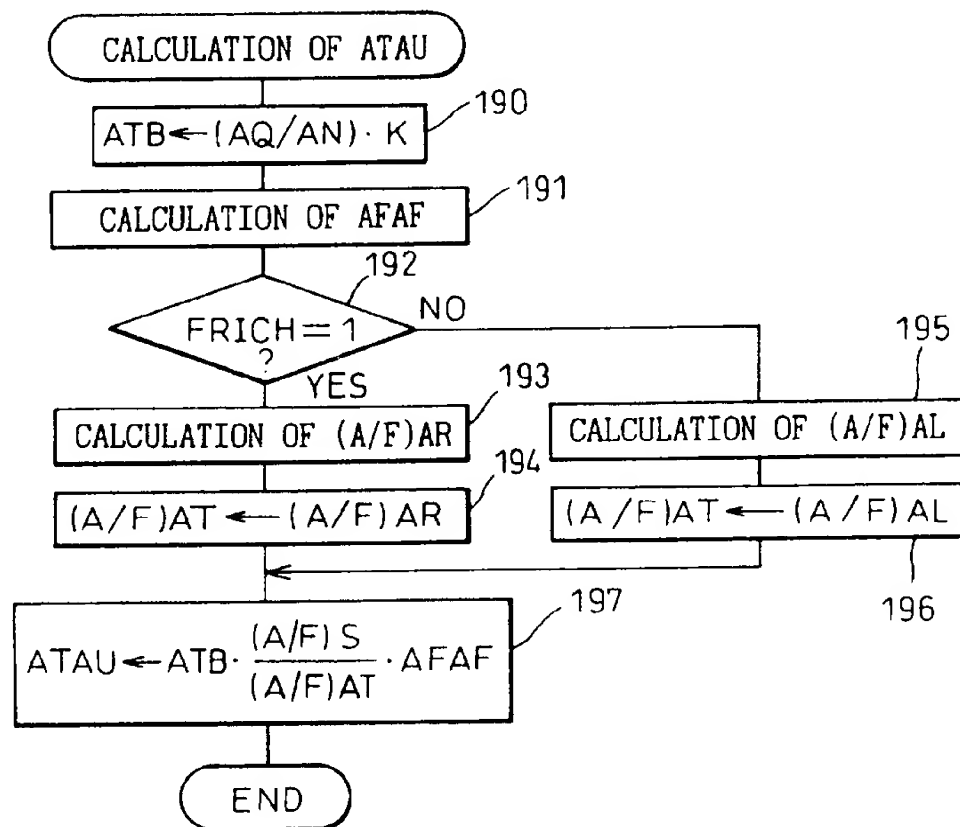 CALCULATION OF ATAU
190
ATB←(AQ/AN)·K
191
CALCULATION OF AFAF
192
FRICH=1
?
NO
YES
193
CALCULATION OF (A/F)AR
194
(A/F)AT ← (A/F)AR
195
CALCULATION OF (A/F)AL
(A/F)AT ← (A/F)AL
196
197
ATAU←ATB·(A/F)S/(A/F)AT·AFAF
END